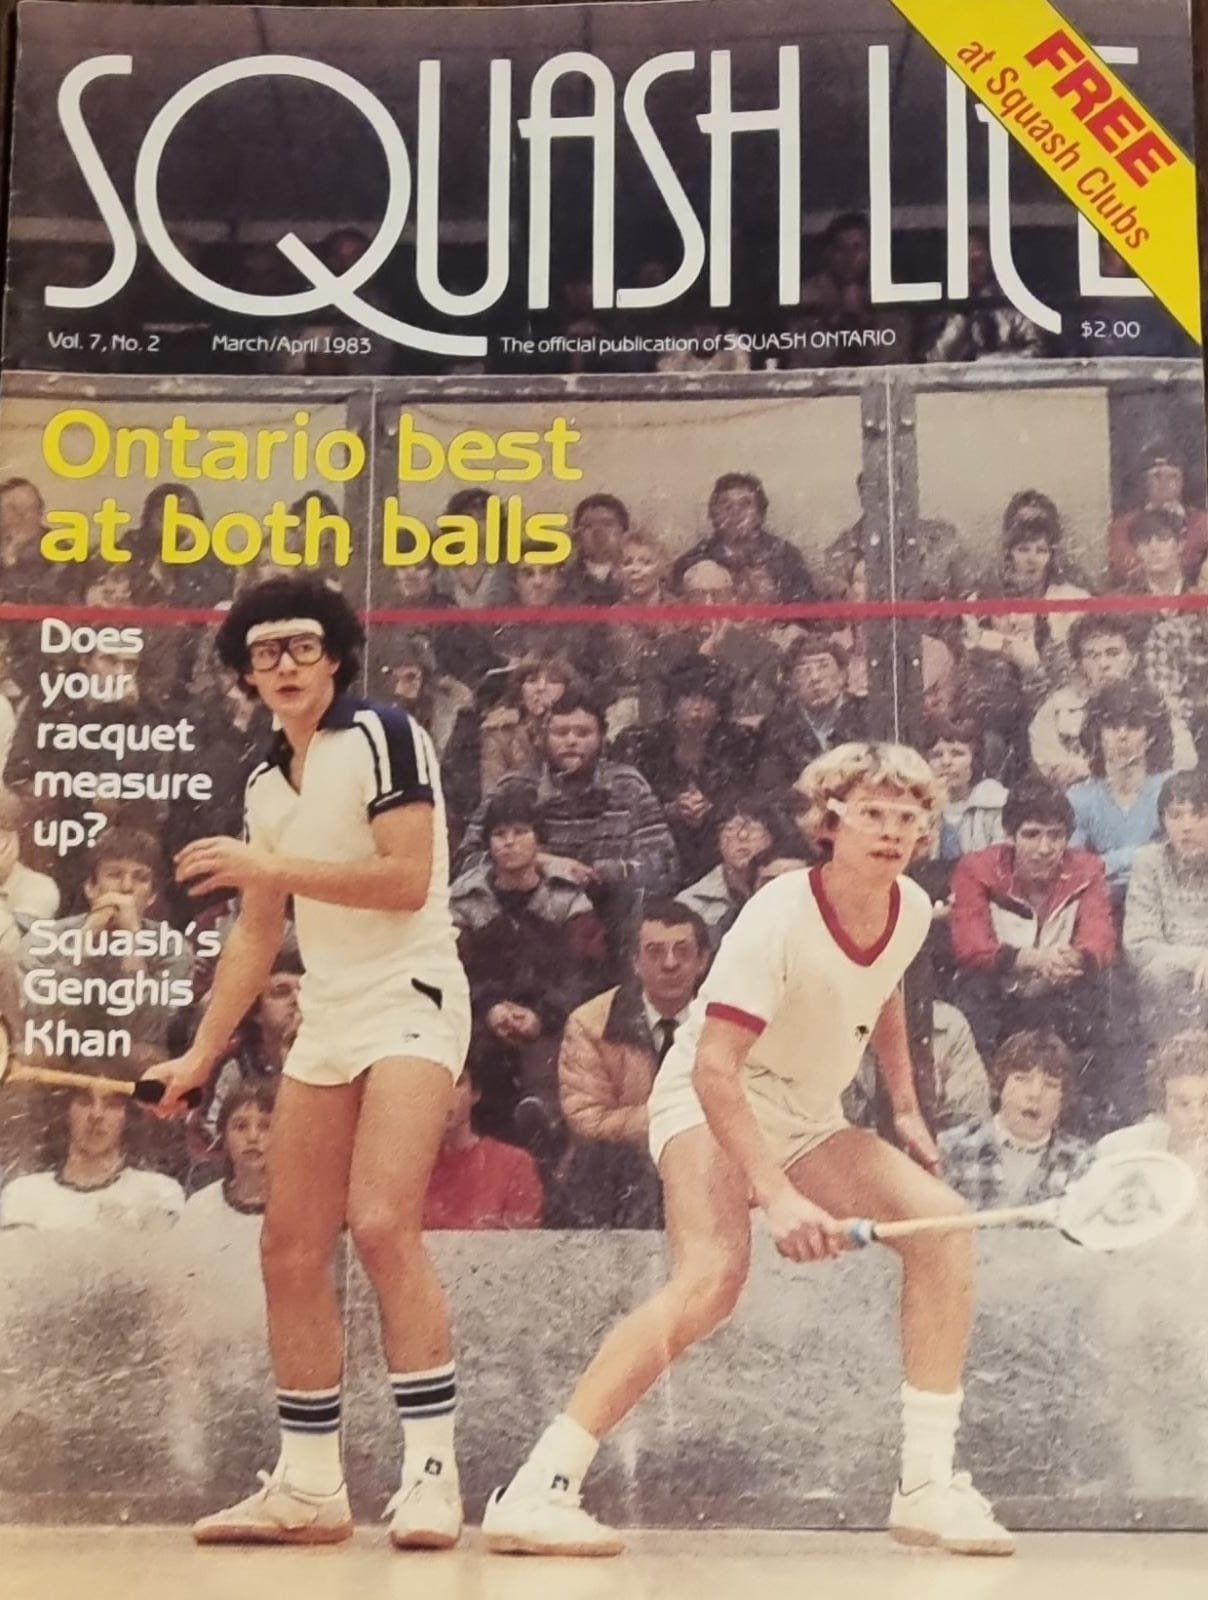 SQUASH LIFE
FREE
at Squash Clubs
Vol. 7, No. 2 March/April 1983 The official publication of SQUASH ONTARIO $2.00
Ontario best
at both balls
Does
your
racquet
measure
up?
Squash's
Genghis
Khan